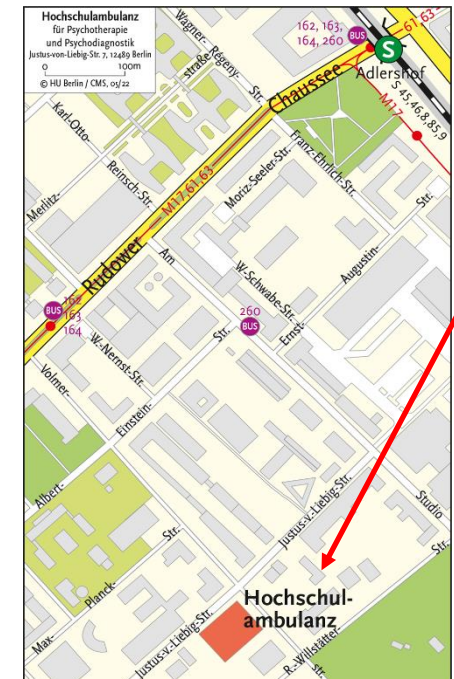 Hochschulambulanz
für Psychotherapie
und Psychodiagnostik
Justus-von-Liebig-Str. 7, 12489 Berlin
0 100m
© HU Berlin / CMS, 05/22
162, 163,
164, 260
BUS
61 63
S
Adlershof
S 45,46,8,85,9
M17
Wagner-
Régeny-
straße
Str.
Chaussee
Karl-Otto-
Reinsch-Str.
Merlitz-
M17,61,63
Rudower
Franz-Ehrlich-Str.
Moriz-Seeler-Str.
Str.
Augustin-
Am
W.-Schwabe-Str.
Ernst-
260
BUS
Str.
BUS
162
163
164
W.-Nernst-Str.
Volmer-
Einstein-
Albert-
Justus-v.-Liebig-Str.
Studio
Str.
Str.
Planck-
Max-
Hochschul-
ambulanz
Justus-v.-Liebig-Str.
R.-Willstätter-
str.